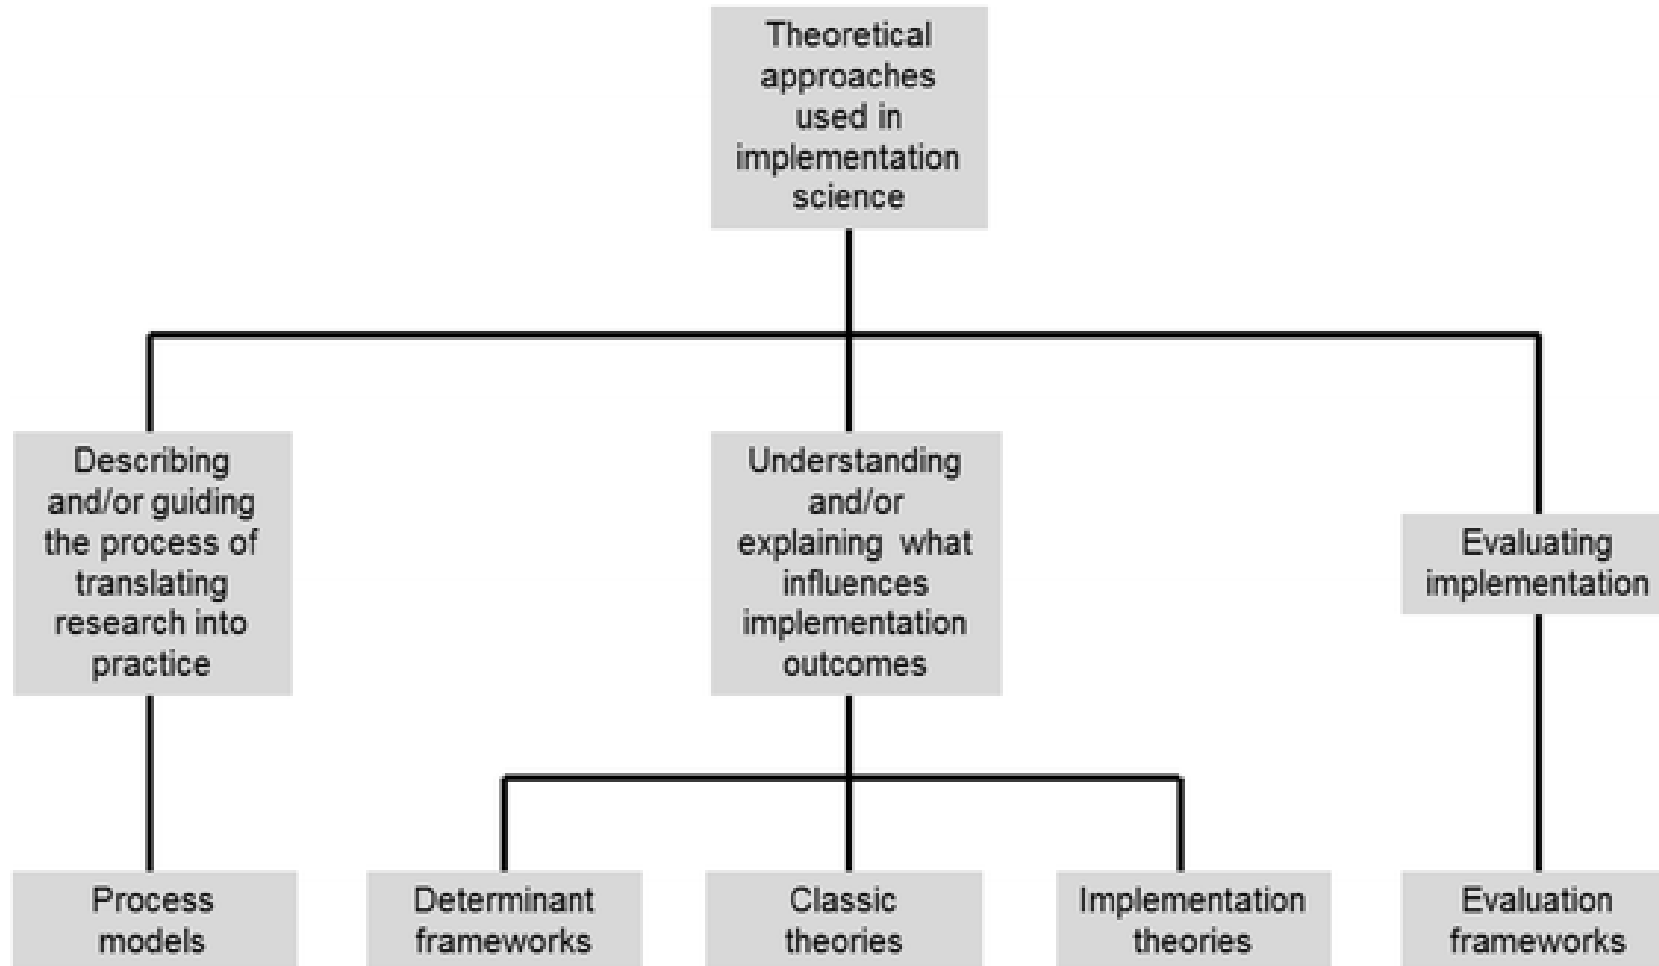 Theoretical
approaches
used in
implementation
science
Describing
and/or guiding
the process of
translating
research into
practice
Understanding
and/or
explaining what
influences
implementation
outcomes
Evaluating
implementation
Process
models
Determinant
frameworks
Classic
theories
Implementation
theories
Evaluation
frameworks